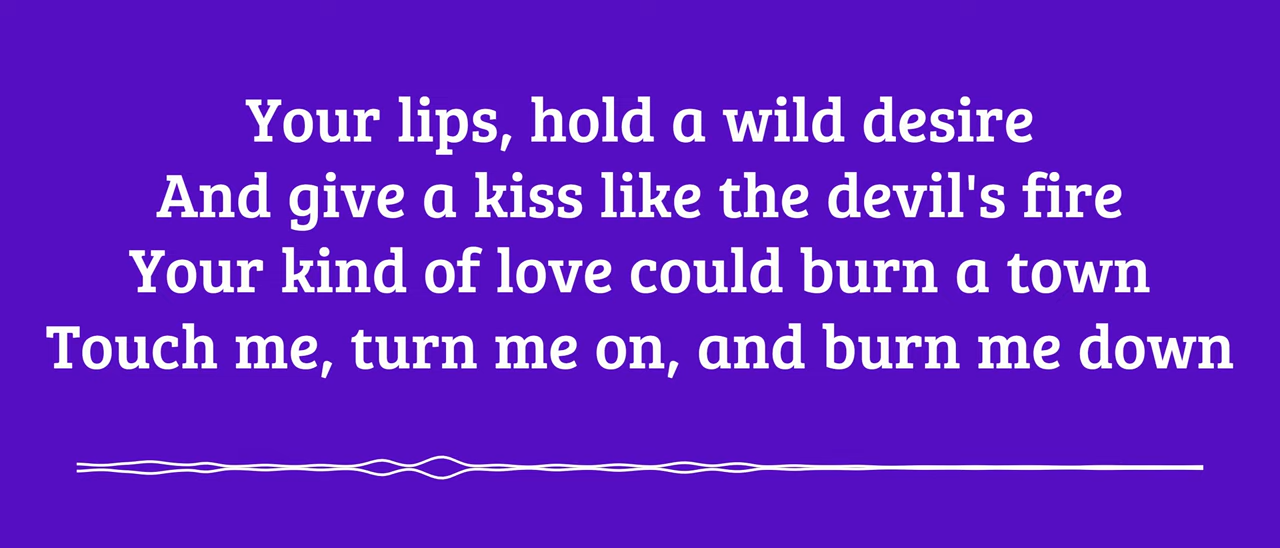 Your lips, hold a wild desire
And give a kiss like the devil's fire
Your kind of love could burn a town
Touch me, turn me on, and burn me down